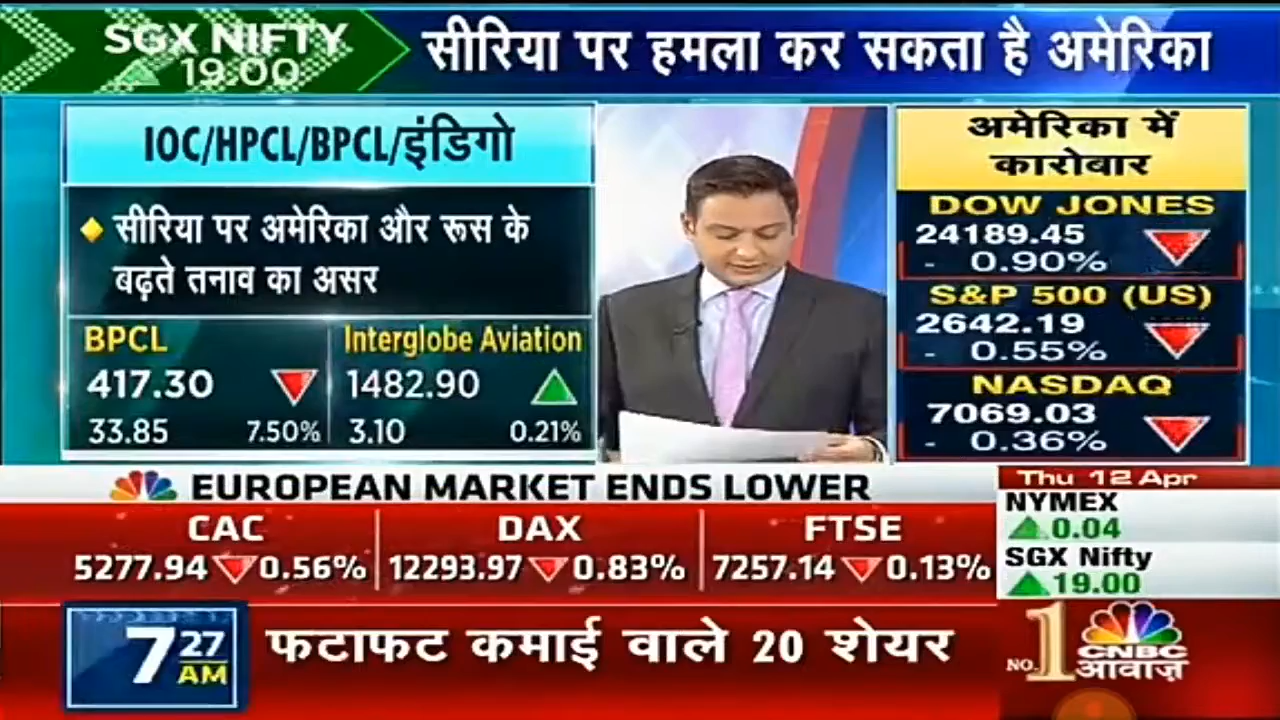 SGX NIFTY
19.00
सीरिया पर हमला कर सकता है अमेरिका
IOC/HPCL/BPCL/इंडिगो
सीरिया पर अमेरिका और रूस के
बढ़ते तनाव का असर
BPCL
417.30
33.85 7.50%
Interglobe Aviation
1482.90
3.10 0.21%
अमेरिका में
कारोबार
DOW JONES
24189.45
- 0.90%
S&P 500 (US)
2642.19
- 0.55%
NASDAQ
7069.03
- 0.36%
EUROPEAN MARKET ENDS LOWER
CAC
5277.94 0.56%
DAX
12293.97 0.83%
FTSE
7257.14 0.13%
Thu 12 Apr
NYMEX
0.04
SGX Nifty
19.00
7 27
AM
फटाफट कमाई वाले 20 शेयर
NO. 1
CNBC
आवाज़